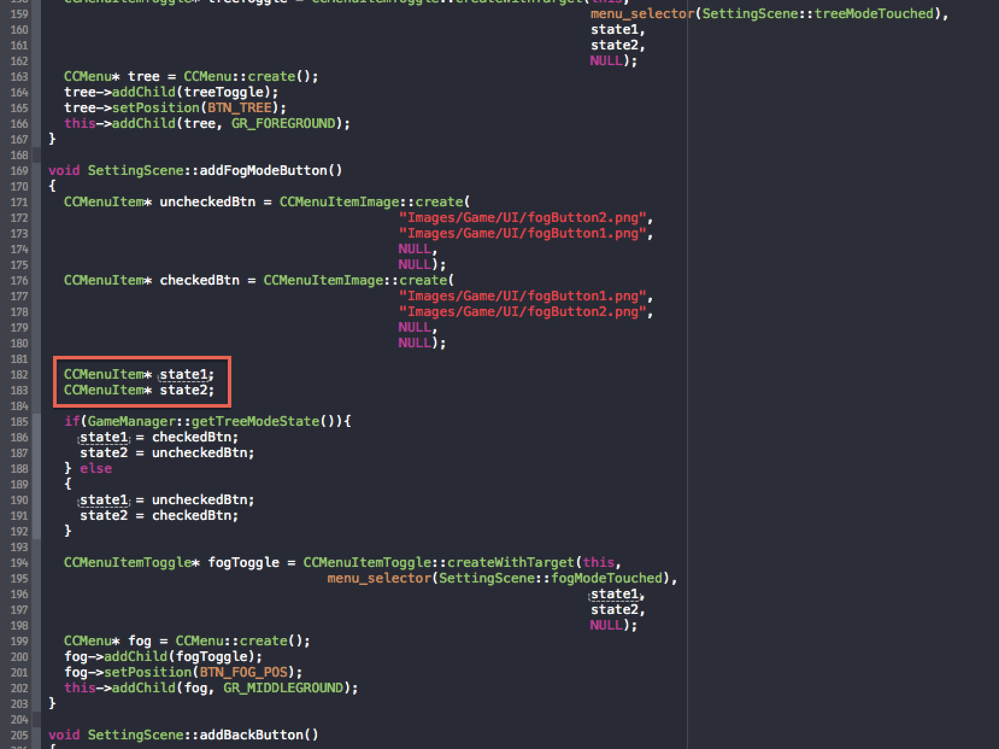 158 CCMenuItemToggle* treeToggle = CCMenuItemToggle::createWithTarget(this,
159 menu_selector(SettingScene::treeModeTouched),
160 state1,
161 state2,
162 NULL);
163 CCMenu* tree = CCMenu::create();
164 tree->addChild(treeToggle);
165 tree->setPosition(BTN_TREE);
166 this->addChild(tree, GR_FOREGROUND);
167 }
168
169 void SettingScene::addFogModeButton()
170 {
171 CCMenuItem* uncheckedBtn = CCMenuItemImage::create(
172 "Images/Game/UI/fogButton2.png",
173 "Images/Game/UI/fogButton1.png",
174 NULL,
175 NULL);
176 CCMenuItem* checkedBtn = CCMenuItemImage::create(
177 "Images/Game/UI/fogButton1.png",
178 "Images/Game/UI/fogButton2.png",
179 NULL,
180 NULL);
181
182 CCMenuItem* state1;
183 CCMenuItem* state2;
184
185 if(GameManager::getTreeModeState()){
186 state1 = checkedBtn;
187 state2 = uncheckedBtn;
188 } else
189 {
190 state1 = uncheckedBtn;
191 state2 = checkedBtn;
192 }
193
194 CCMenuItemToggle* fogToggle = CCMenuItemToggle::createWithTarget(this,
195 menu_selector(SettingScene::fogModeTouched),
196 state1,
197 state2,
198 NULL);
199 CCMenu* fog = CCMenu::create();
200 fog->addChild(fogToggle);
201 fog->setPosition(BTN_FOG_POS);
202 this->addChild(fog, GR_MIDDLEGROUND);
203 }
204
205 void SettingScene::addBackButton()
206 {